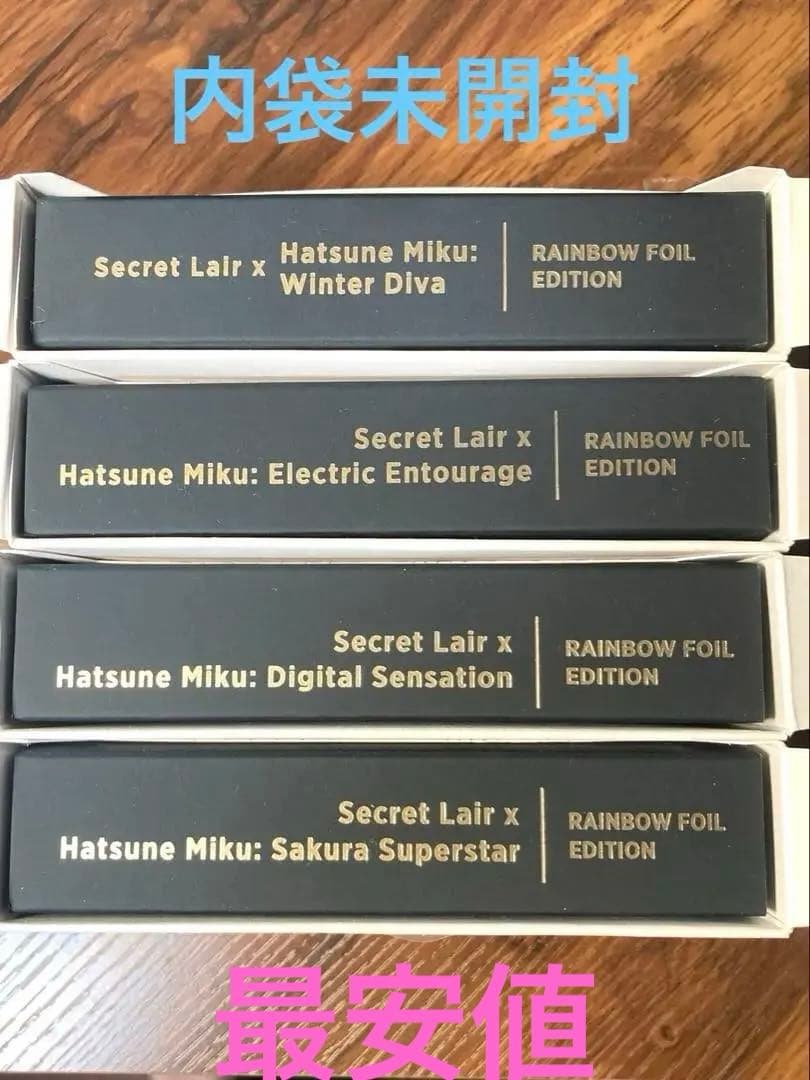 内袋未開封
Secret Lair x Hatsune Miku:
Winter Diva
RAINBOW FOIL
EDITION
Secret Lair x
Hatsune Miku: Electric Entourage
RAINBOW FOIL
EDITION
Secret Lair x
Hatsune Miku: Digital Sensation
RAINBOW FOIL
EDITION
Secret Lair x
Hatsune Miku: Sakura Superstar
RAINBOW FOIL
EDITION
最安値